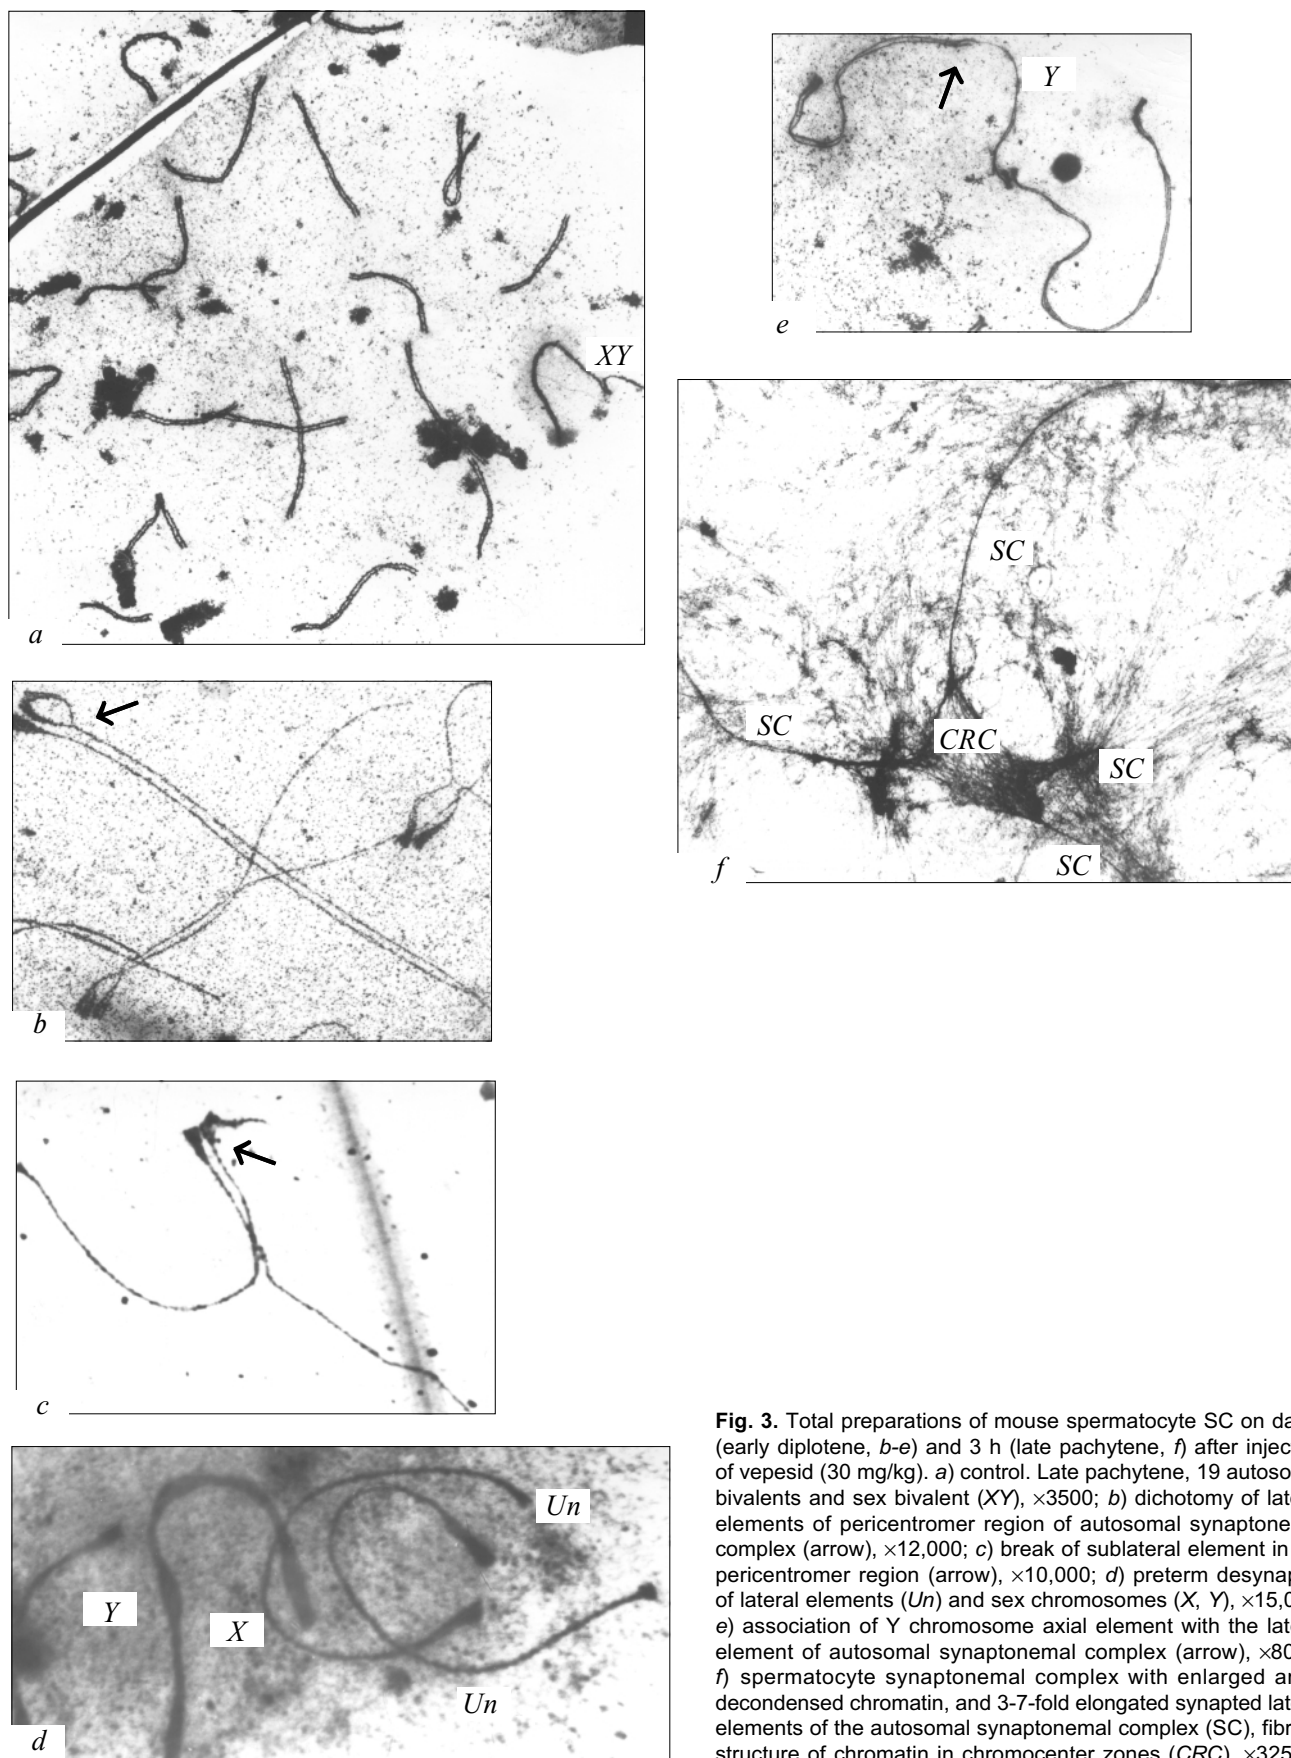 XY
a
b
c
Y
X
Un
Un
d
Y
e
SC
SC
CRC
SC
SC
f
Fig. 3. Total preparations of mouse spermatocyte SC on da
(early diplotene, b-e) and 3 h (late pachytene, f) after injec
of vepesid (30 mg/kg). a) control. Late pachytene, 19 autoso
bivalents and sex bivalent (XY), ×3500; b) dichotomy of late
elements of pericentromer region of autosomal synaptone
complex (arrow), ×12,000; c) break of sublateral element in
pericentromer region (arrow), ×10,000; d) preterm desynap
of lateral elements (Un) and sex chromosomes (X, Y), ×15,0
e) association of Y chromosome axial element with the late
element of autosomal synaptonemal complex (arrow), ×80
f) spermatocyte synaptonemal complex with enlarged an
decondensed chromatin, and 3-7-fold elongated synapted late
elements of the autosomal synaptonemal complex (SC), fibr
structure of chromatin in chromocenter zones (CRC), ×325